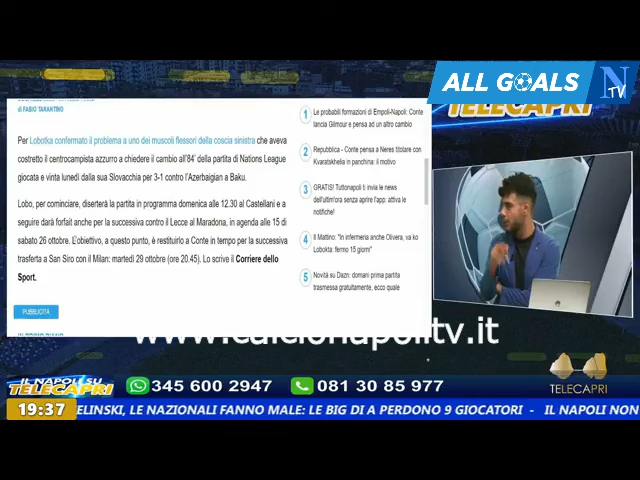 ALL GOALS
N
TV
TELECAPRI
di FABIO TARANTINO
Per Lobotka confermato il problema a uno dei muscoli flessori della coscia sinistra che aveva
costretto il centrocampista azzurro a chiedere il cambio all'84' della partita di Nations League
giocata e vinta lunedì dalla sua Slovacchia per 3-1 contro l'Azerbaigian a Baku.
Lobo, per cominciare, diserterà la partita in programma domenica alle 12.30 al Castellani e a
seguire darà forfait anche per la successiva contro il Lecce al Maradona, in agenda alle 15 di
sabato 26 ottobre. L'obiettivo, a questo punto, è restituirlo a Conte in tempo per la successiva
trasferta a San Siro con il Milan: martedì 29 ottobre (ore 20.45). Lo scrive il Corriere dello
Sport.
PUBBLICITÀ
1 Le probabili formazioni di Empoli-Napoli: Conte
lancia Gilmour e pensa ad un altro cambio
2 Repubblica - Conte pensa a Neres titolare con
Kvaratskhelia in panchina: il motivo
3 GRATIS! Tuttonapoli ti invia le news
dell'ultim'ora senza aprire l'app: attiva le
notifiche!
4 Il Mattino: "In infermeria anche Olivera, va ko
Lobokta: fermo 15 giorni"
5 Novità su Dazn: domani prima partita
trasmessa gratuitamente, ecco quale
www.calcionapolitv.it
IL NAPOLI SU
TELECAPRI
345 600 2947
081 30 85 977
TELECAPRI
19:37
ELINSKI, LE NAZIONALI FANNO MALE: LE BIG DI A PERDONO 9 GIOCATORI - IL NAPOLI NON